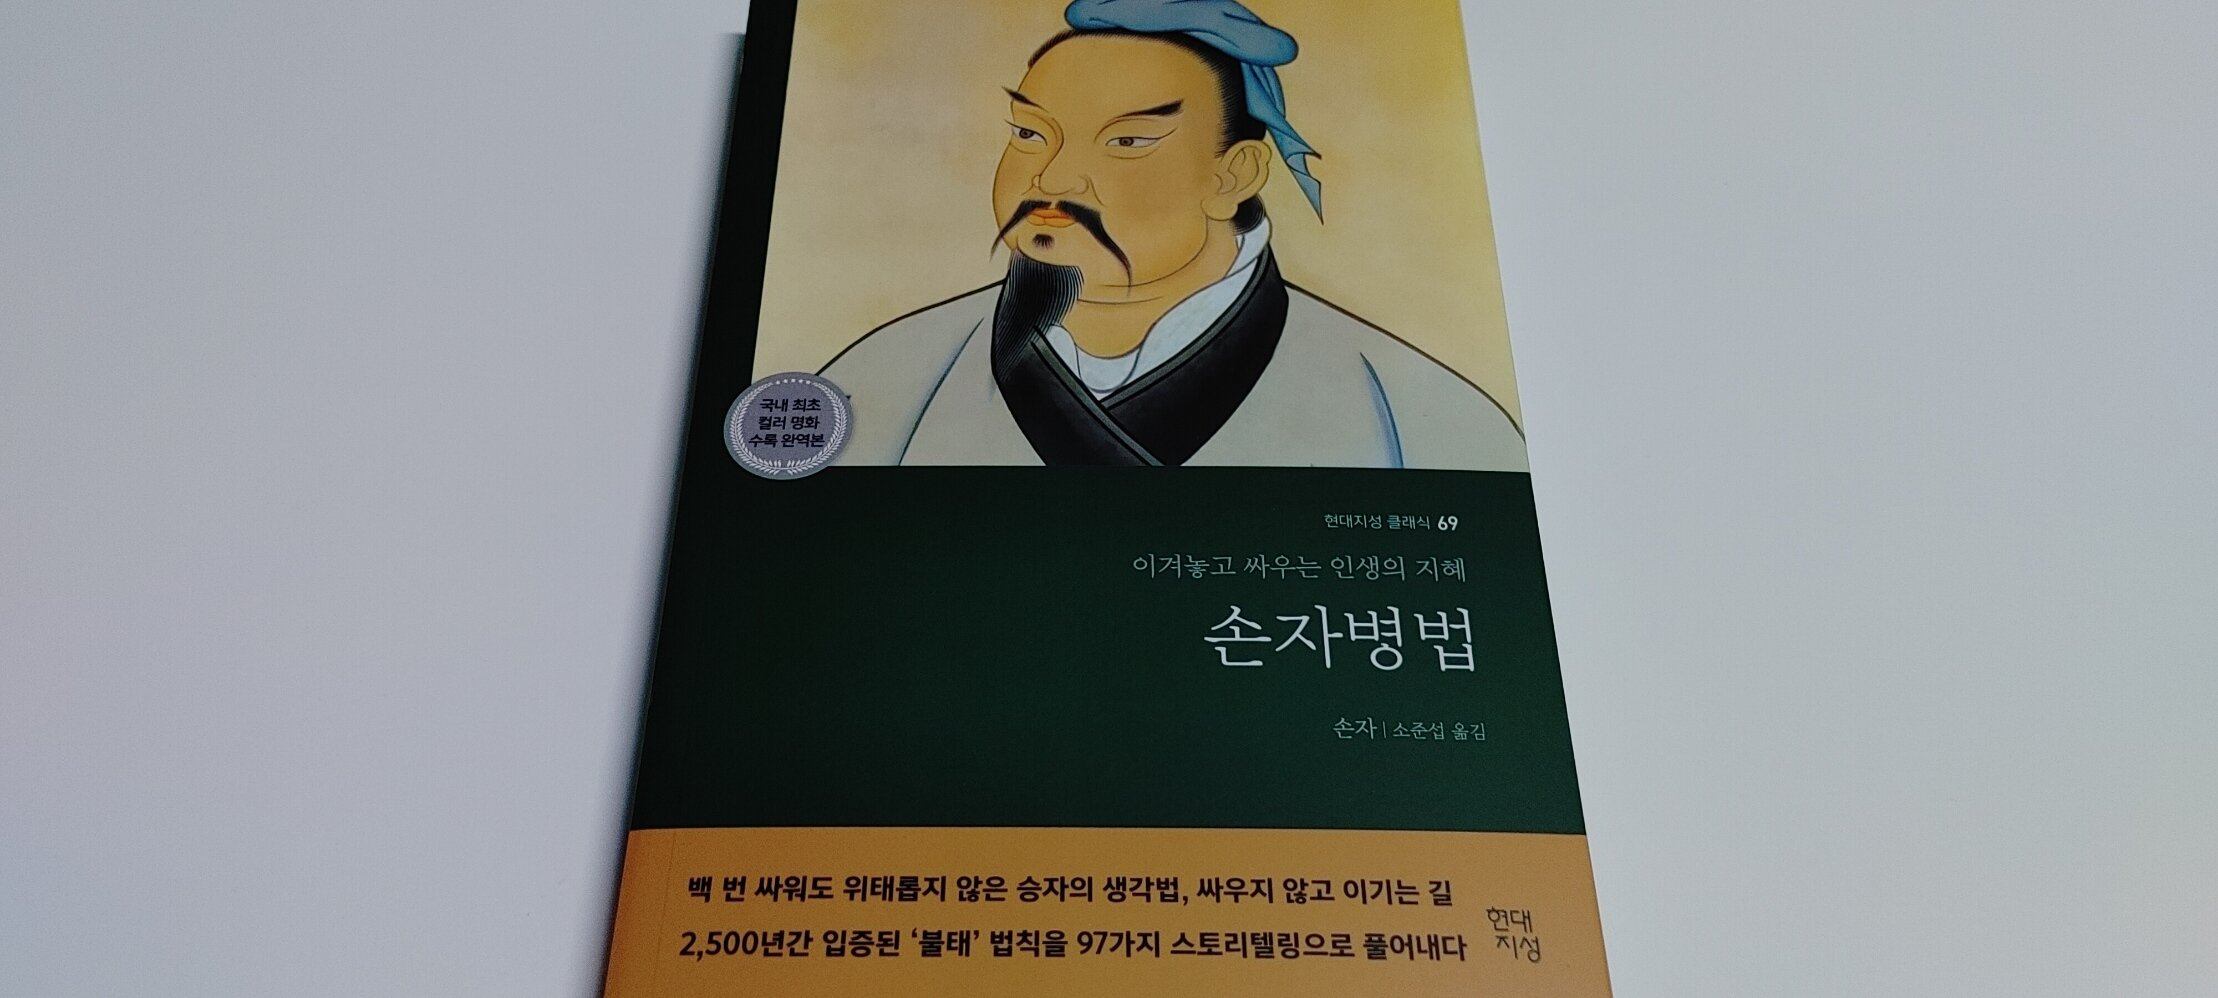 국내 최초
컬러 명화
수록 완역본
현대지성 클래식 69
이겨놓고 싸우는 인생의 지혜
손자병법
손자 | 소준섭 옮김
백 번 싸워도 위태롭지 않은 승자의 생각법, 싸우지 않고 이기는 길
2,500년간 입증된 ‘불태’ 법칙을 97가지 스토리텔링으로 풀어내다
현대
지성